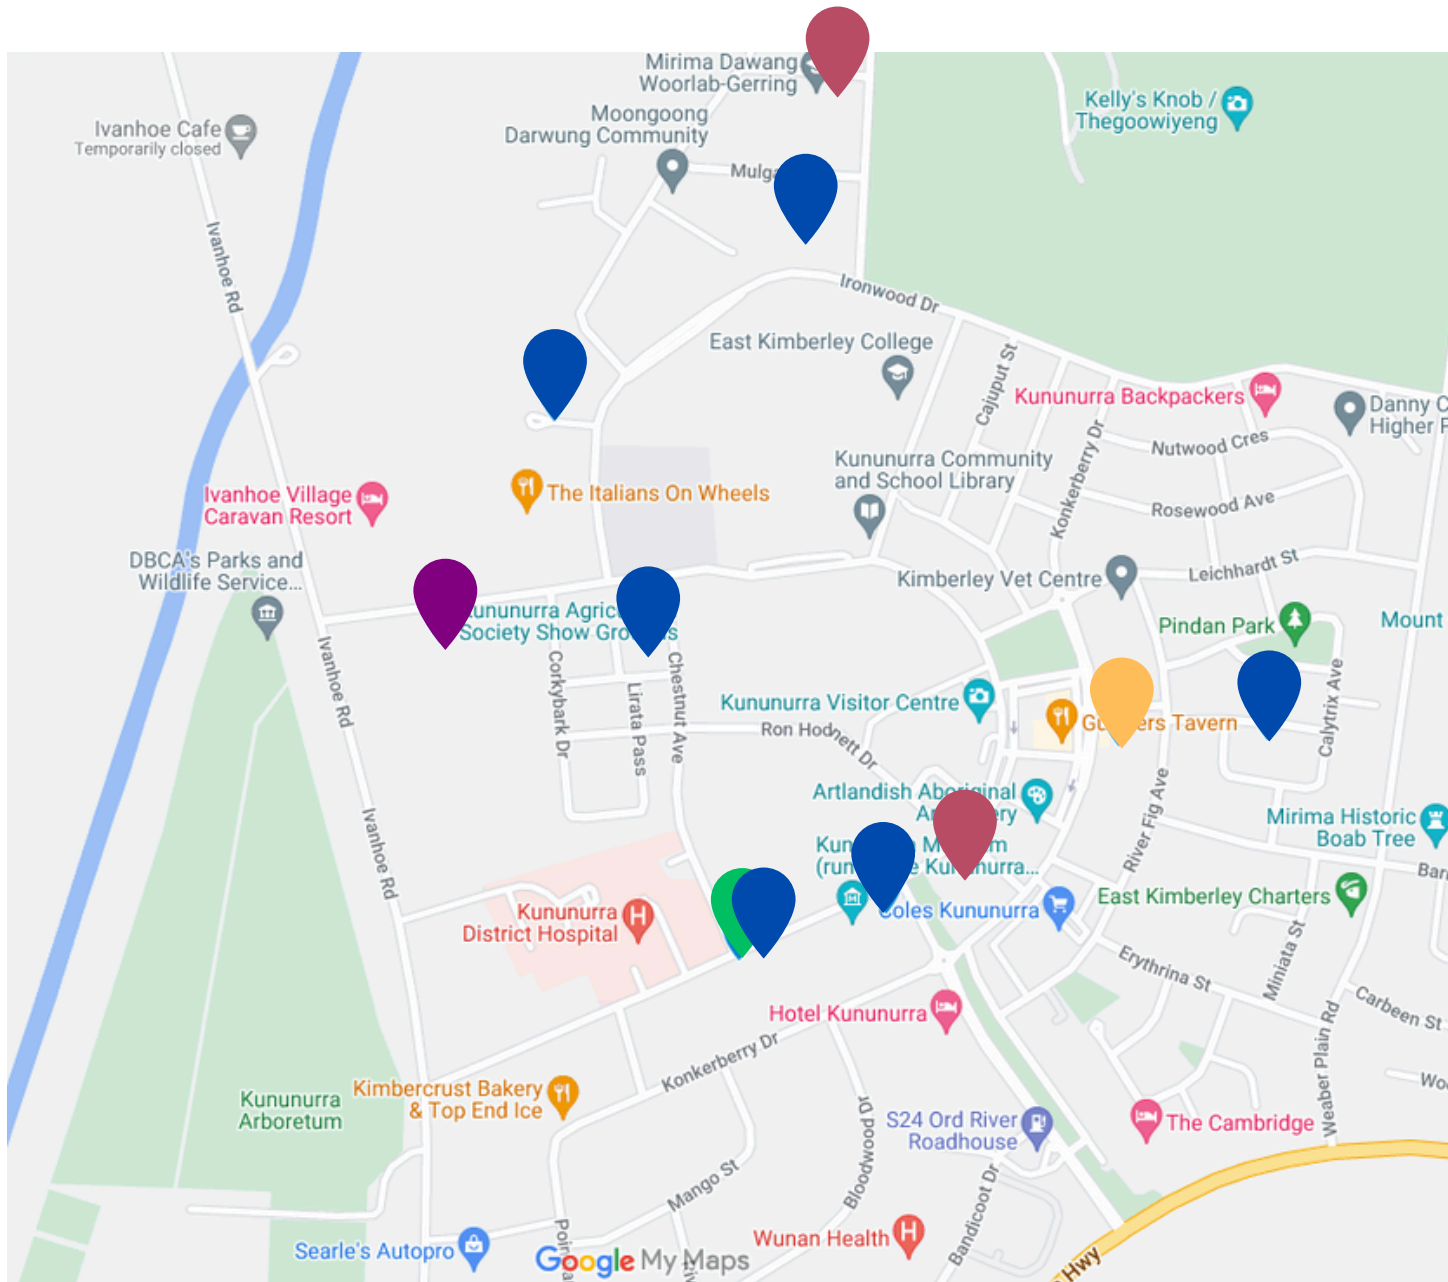 Mirima Dawang
Woorlab-Gerring
Kelly's Knob /
Thegoowiyeng
Moongoong
Darwung Community
Ivanhoe Cafe
Temporarily closed
Ivanhoe Rd
Ironwood Dr
East Kimberley College
Cajuput St
Kununurra Backpackers
Danny C
Higher P
Konkerberry Dr
Nutwood Cres
Kununurra Community
and School Library
The Italians On Wheels
Ivanhoe Village
Caravan Resort
Rosewood Ave
DBCA's Parks and
Wildlife Service...
Kimberley Vet Centre
Leichhardt St
Society Show
Pindan Park
Mount
Ivanhoe Rd
Corkybark Dr
Lirata Pass
Chestnut Ave
Kununurra Visitor Centre
Calytrix Ave
Ron Hodnett Dr
Tavern
Artlandish
River Fig Ave
Mirima Historic
Boab Tree
Ivanhoe Rd
Kununurra...
Coles Kununurra
East Kimberley Charters
Kununurra
District Hospital
H
Erythrina St
Miniata St
Carbeen St
Hotel Kununurra
Konkerberry Dr
Weaber Plain Rd
Kimbercrust Bakery
& Top End Ice
Kununurra
Arboretum
Bloodwood Dr
S24 Ord River
Roadhouse
The Cambridge
Mango St
Bandicoot Dr
Wunan Health
H
Searle's Autopro
Google My Maps
Hwy